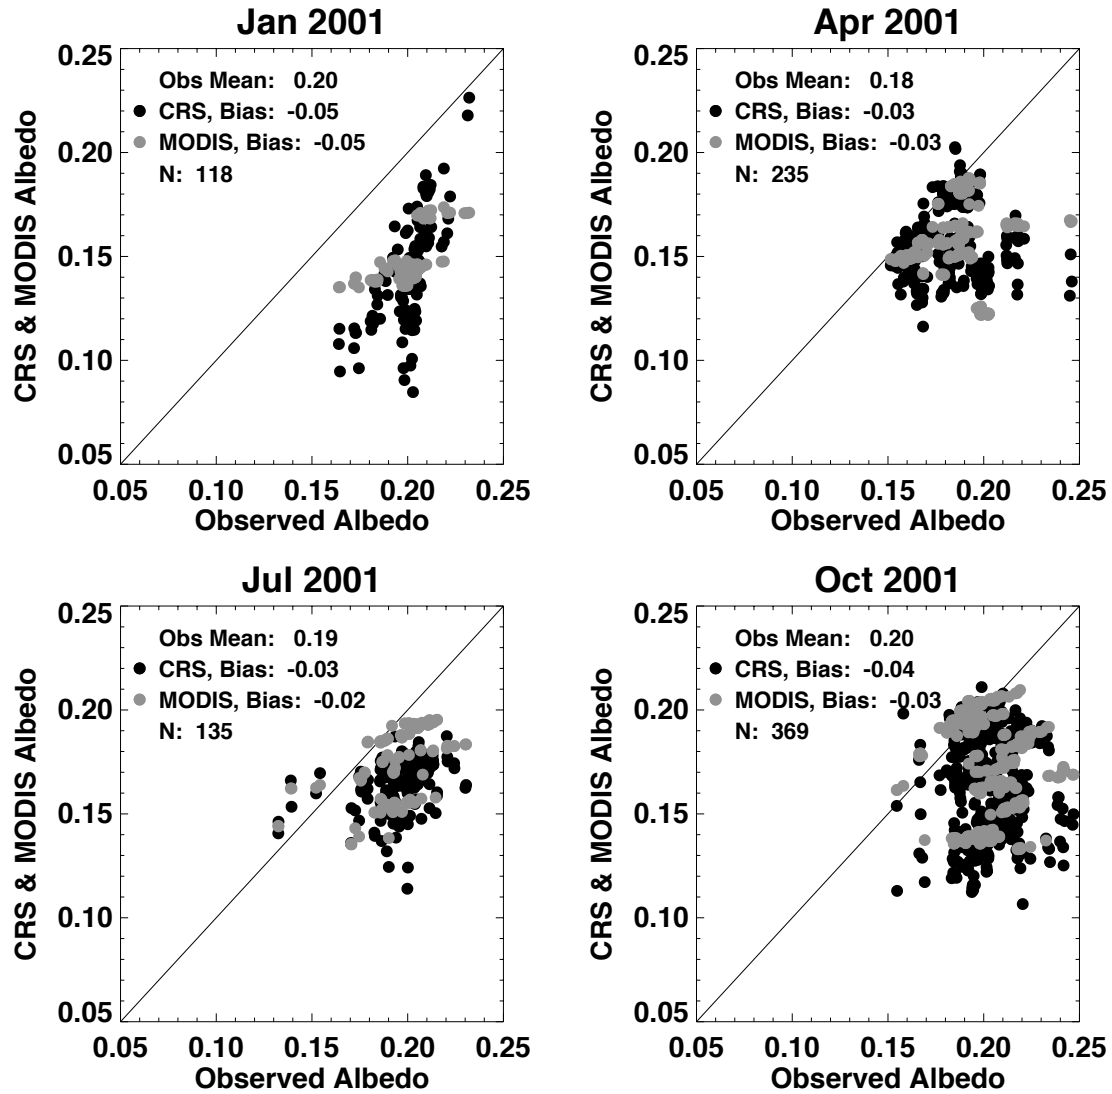 Jan 2001
Obs Mean: 0.20
CRS, Bias: -0.05
MODIS, Bias: -0.05
N: 118
CRS & MODIS Albedo
0.25
0.20
0.15
0.10
0.05
0.05 0.10 0.15 0.20 0.25
Observed Albedo
Apr 2001
Obs Mean: 0.18
CRS, Bias: -0.03
MODIS, Bias: -0.03
N: 235
CRS & MODIS Albedo
0.25
0.20
0.15
0.10
0.05
0.05 0.10 0.15 0.20 0.25
Observed Albedo
Jul 2001
Obs Mean: 0.19
CRS, Bias: -0.03
MODIS, Bias: -0.02
N: 135
CRS & MODIS Albedo
0.25
0.20
0.15
0.10
0.05
0.05 0.10 0.15 0.20 0.25
Observed Albedo
Oct 2001
Obs Mean: 0.20
CRS, Bias: -0.04
MODIS, Bias: -0.03
N: 369
CRS & MODIS Albedo
0.25
0.20
0.15
0.10
0.05
0.05 0.10 0.15 0.20 0.25
Observed Albedo